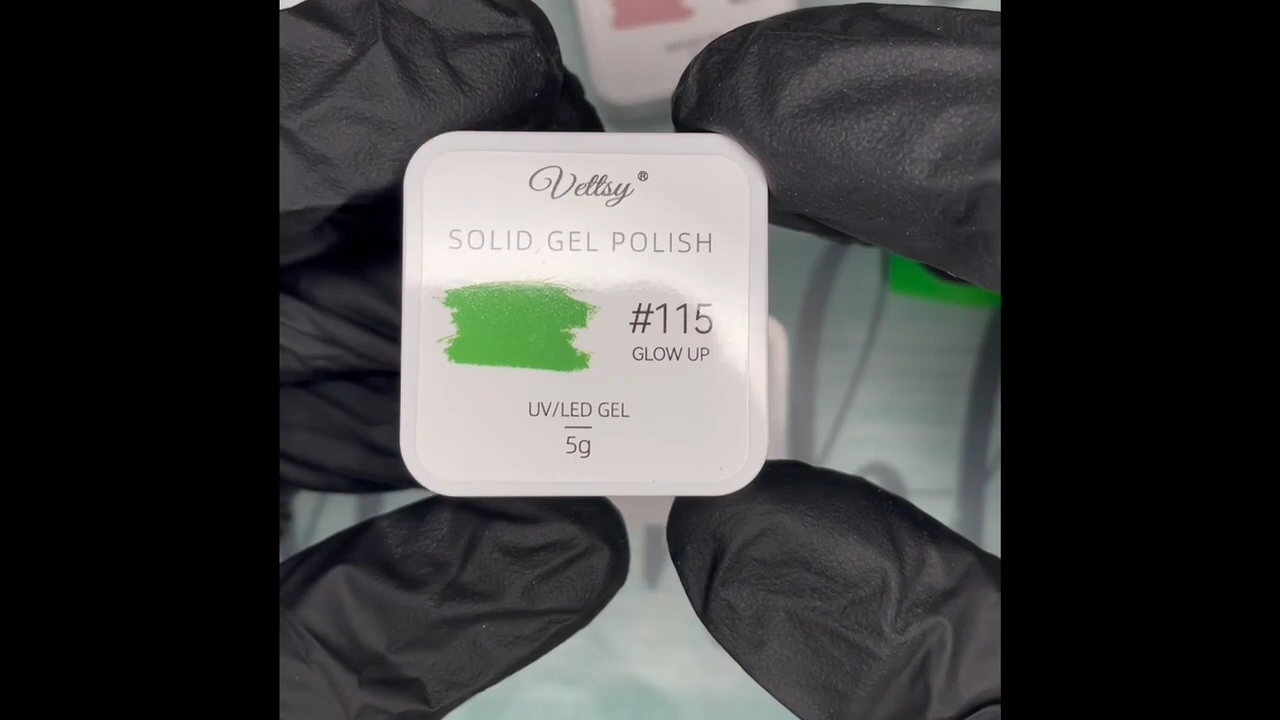 Vettsy®
SOLID GEL POLISH
#115
GLOW UP
UV/LED GEL
5g